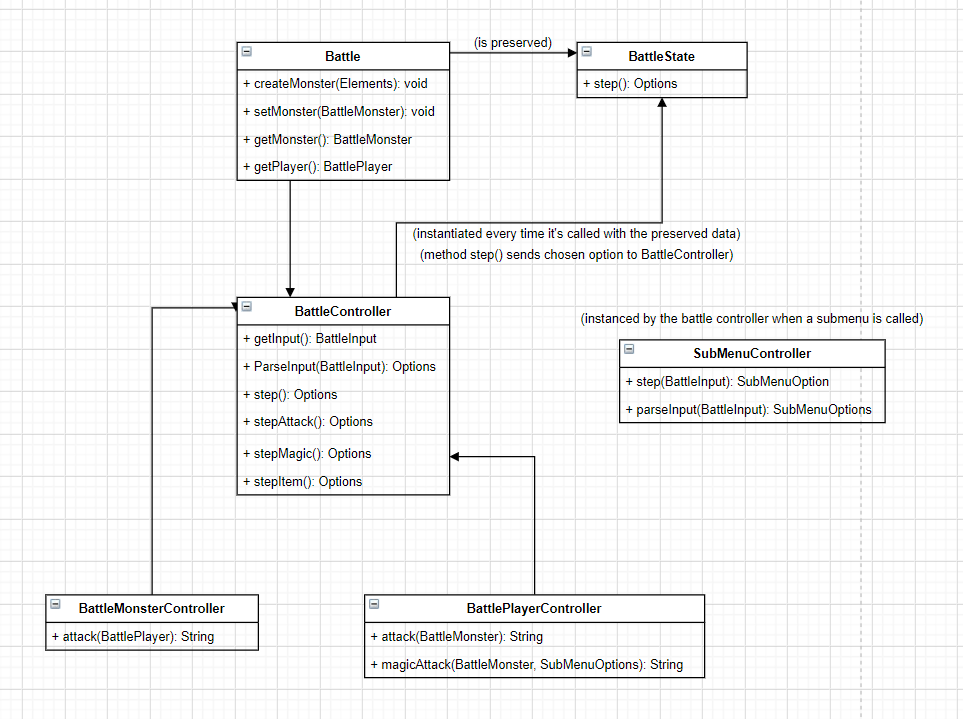 (is preserved)
Battle
+ createMonster(Elements): void
+ setMonster(BattleMonster): void
+ getMonster(): BattleMonster
+ getPlayer(): BattlePlayer
BattleState
+ step(): Options
(instantiated every time it's called with the preserved data)
(method step() sends chosen option to BattleController)
BattleController
+ getInput(): BattleInput
+ ParseInput(BattleInput): Options
+ step(): Options
+ stepAttack(): Options
+ stepMagic(): Options
+ stepItem(): Options
(instanced by the battle controller when a submenu is called)
SubMenuController
+ step(BattleInput): SubMenuOption
+ parseInput(BattleInput): SubMenuOptions
BattleMonsterController
+ attack(BattlePlayer): String
BattlePlayerController
+ attack(BattleMonster): String
+ magicAttack(BattleMonster, SubMenuOptions): String